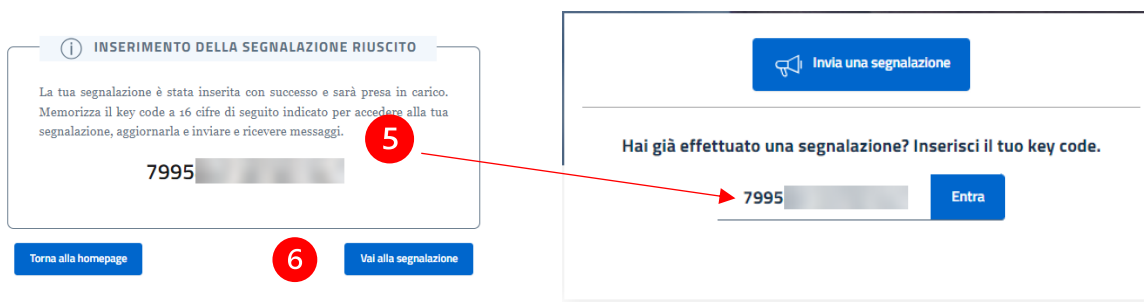 INSERIMENTO DELLA SEGNALAZIONE RIUSCITO
La tua segnalazione è stata inserita con successo e sarà presa in carico.
Memorizza il key code a 16 cifre di seguito indicato per accedere alla tua
segnalazione, aggiornarla e inviare e ricevere messaggi.
5
7995
Torna alla homepage
6
Vai alla segnalazione
Invia una segnalazione
Hai già effettuato una segnalazione? Inserisci il tuo key code.
7995
Entra